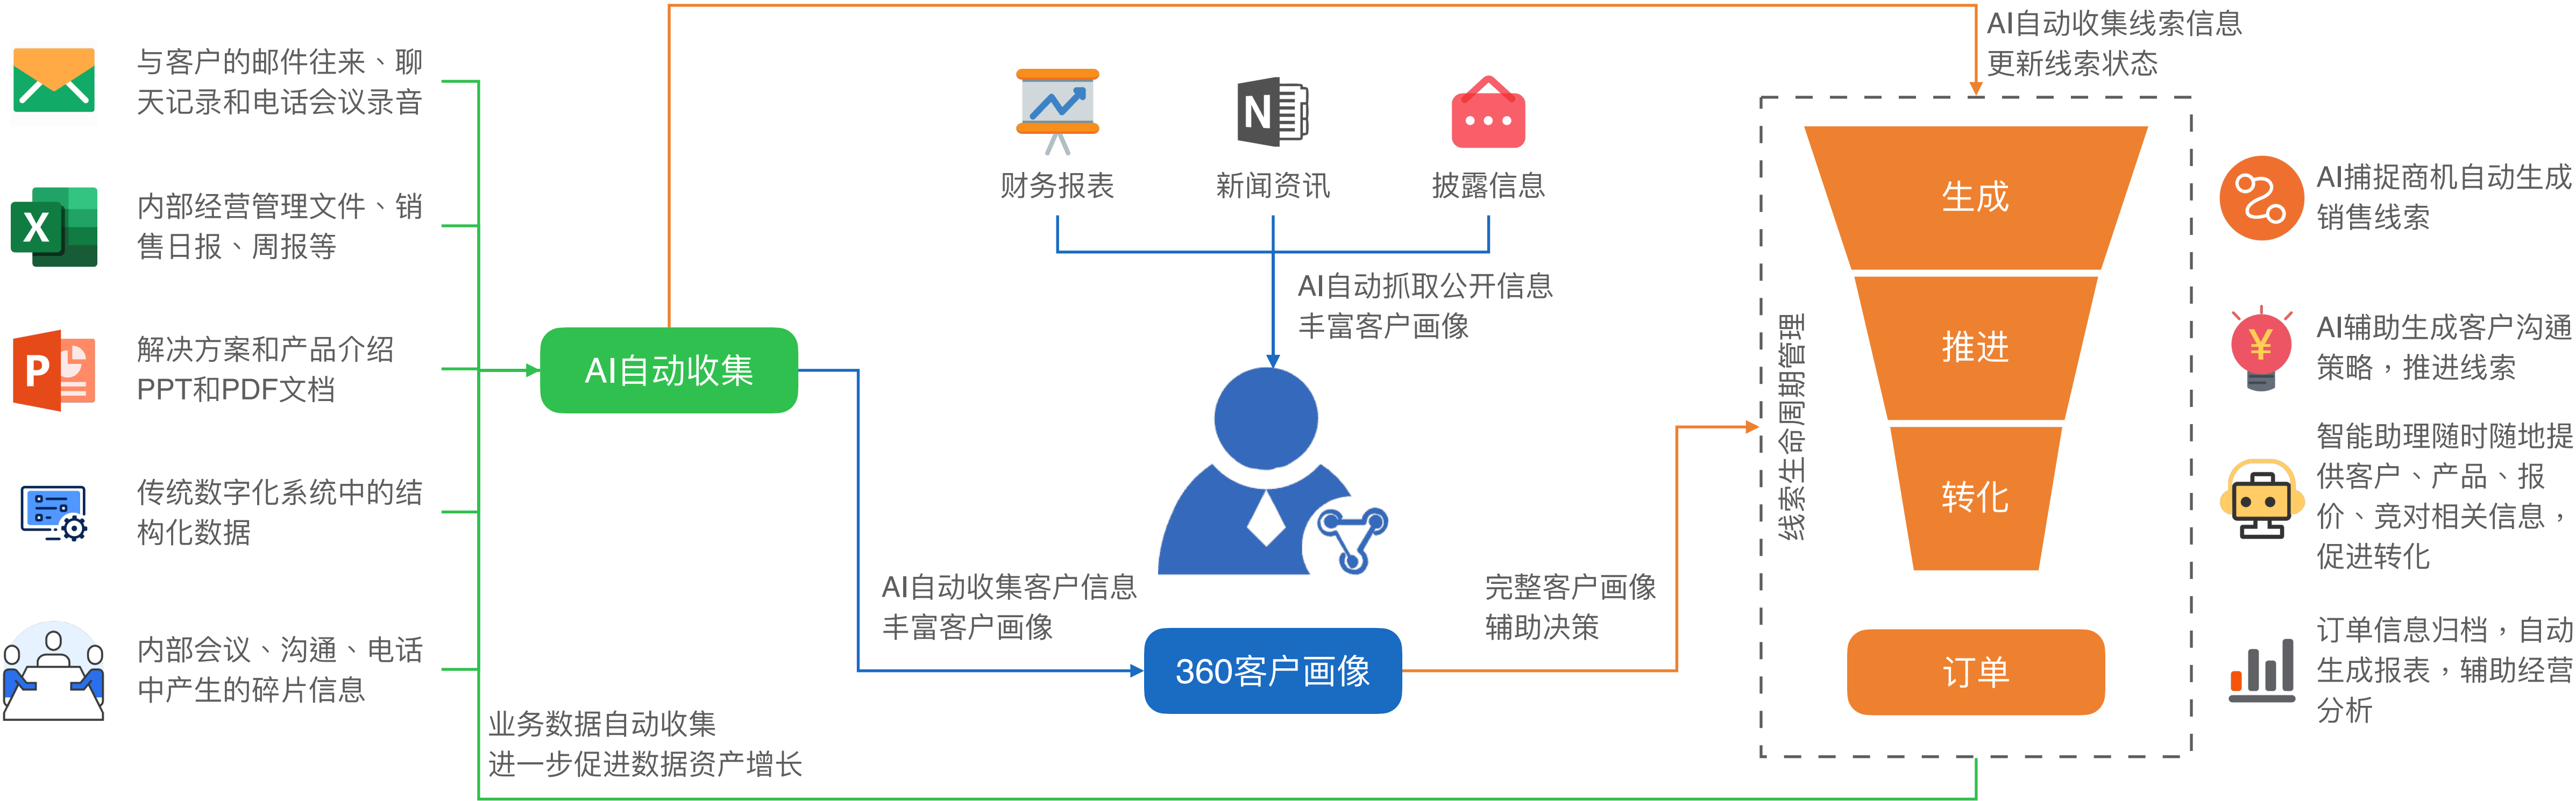 与客户的邮件往来、聊
天记录和电话会议录音
X
内部经营管理文件、销
售日报、周报等
P
解决方案和产品介绍
PPT和PDF文档
传统数字化系统中的结
构化数据
内部会议、沟通、电话
中产生的碎片信息
AI自动收集
业务数据自动收集
进一步促进数据资产增长
N
财务报表
新闻资讯
披露信息
AI自动抓取公开信息
丰富客户画像
AI自动收集客户信息
丰富客户画像
360客户画像
完整客户画像
辅助决策
AI自动收集线索信息
更新线索状态
线索生命周期管理
生成
推进
转化
订单
AI捕捉商机自动生成
销售线索
¥
AI辅助生成客户沟通
策略，推进线索
智能助理随时随地提
供客户、产品、报
价、竞对相关信息，
促进转化
订单信息归档，自动
生成报表，辅助经营
分析